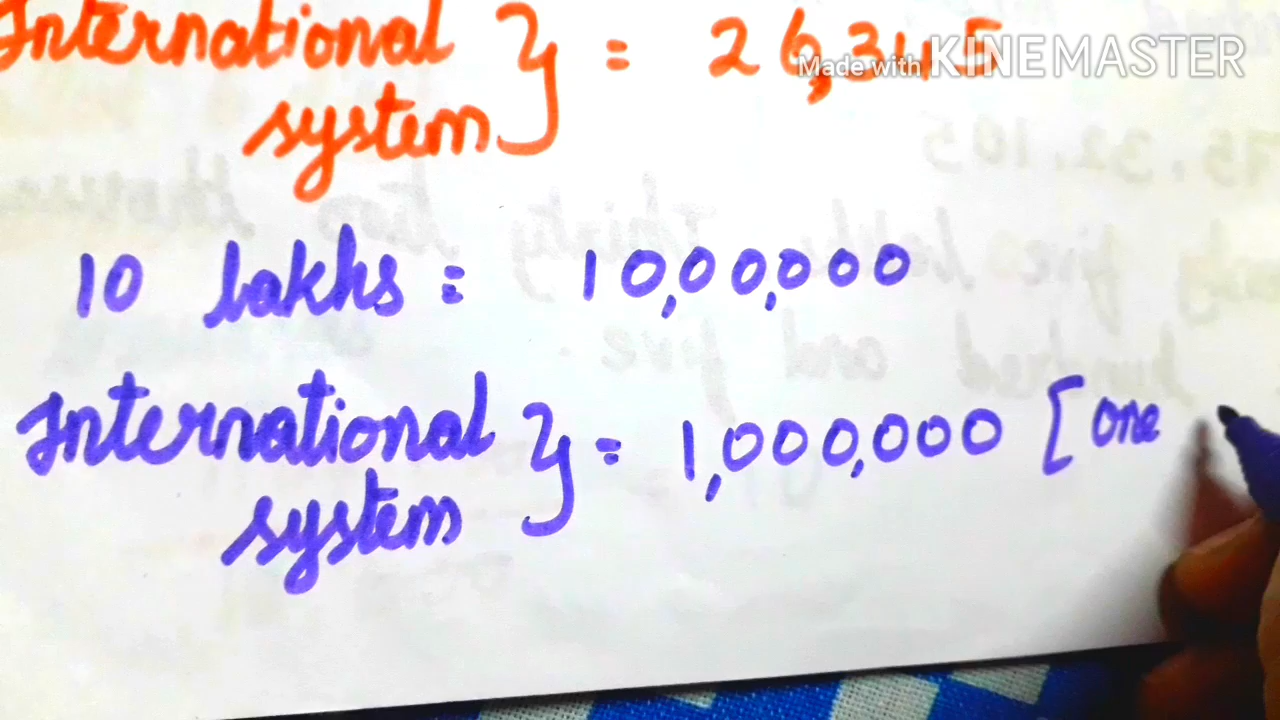 International } = 26,315
system
Made with KINEMASTER
10 lakhs = 10,00,000
International } = 1,000,000 [one
system